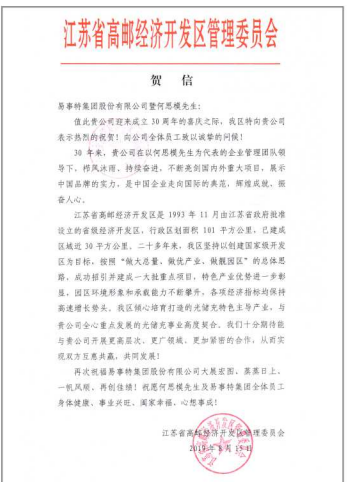 江苏省高邮经济开发区管理委员会
贺 信
易事特集团股份有限公司暨何思模先生：
值此贵公司迎来成立 30 周年的喜庆之际，我区特向贵公司
表示热烈的祝贺！向公司全体员工致以诚挚的问候！
30 年来，贵公司在以何思模先生为代表的企业管理团队领
导下，栉风沐雨、持续奋进，不断亮剑国内外重大项目，展示
中国品牌的实力，是中国企业走向国际的典范，辉煌成就，振
奋人心。
江苏省高邮经济开发区是 1993 年 11 月由江苏省政府批准
设立的省级经济开发区，行政区划面积 101 平方公里，已建成
区域近 30 平方公里。二十多年来，我区坚持以创建国家级开发
区为目标，按照“做大总量，做优产业，做靓园区”的总体思
路，成功招引并建成一大批重点项目，特色产业优势进一步彰
显，园区环境形象和承载能力不断攀升，各项经济指标均保持
高速增长势头。我区倾心培育打造的光储充特色主导产业，与
贵公司全心重点发展的光储充事业高度契合。我们十分期待能
与贵公司开展更高层次、更广领域、更加紧密的合作，从而实
现双方互惠共赢，共同发展！
再次祝福易事特集团股份有限公司大展宏图、蒸蒸日上、
一帆风顺、再创佳绩！祝愿何思模先生及易事特集团全体员工
身体健康、事业兴旺、阖家幸福、心想事成！
江苏省高邮经济开发区管理委员会
2019 年 8 月 15 日